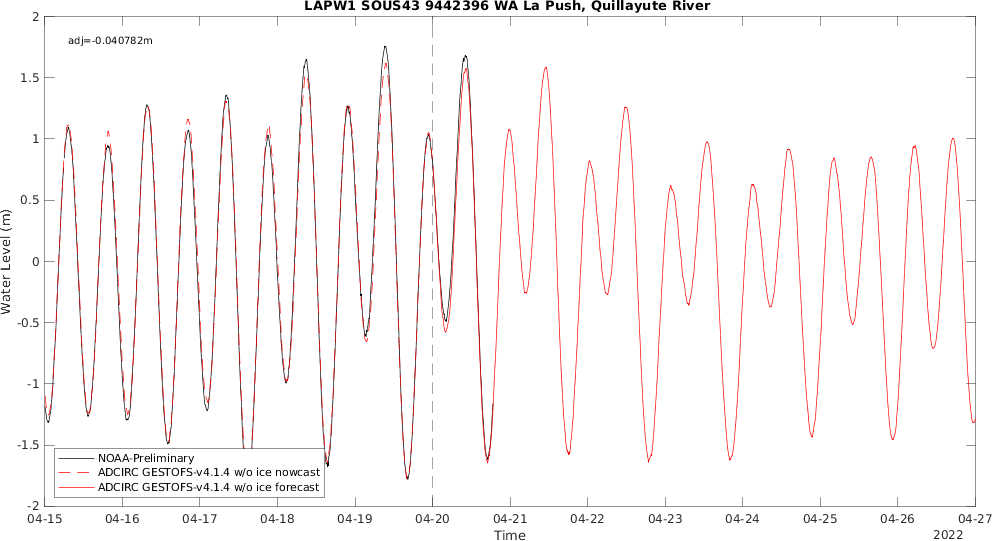 LAPW1 SOUS43 9442396 WA La Push, Quillayute River
adj=-0.040782m
2
1.5
1
0.5
0
-0.5
-1
-1.5
-2
Water Level (m)
NOAA-Preliminary
ADCIRC GESTOFS-v4.1.4 w/o ice nowcast
ADCIRC GESTOFS-v4.1.4 w/o ice forecast
04-15 04-16 04-17 04-18 04-19 04-20 04-21 04-22 04-23 04-24 04-25 04-26 04-27
Time
2022